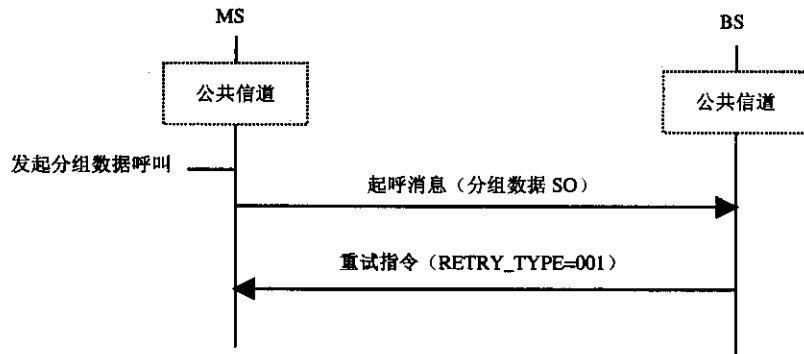 MS
BS
公共信道
公共信道
发起分组数据呼叫
起呼消息（分组数据 SO）
重试指令（RETRY_TYPE=001）